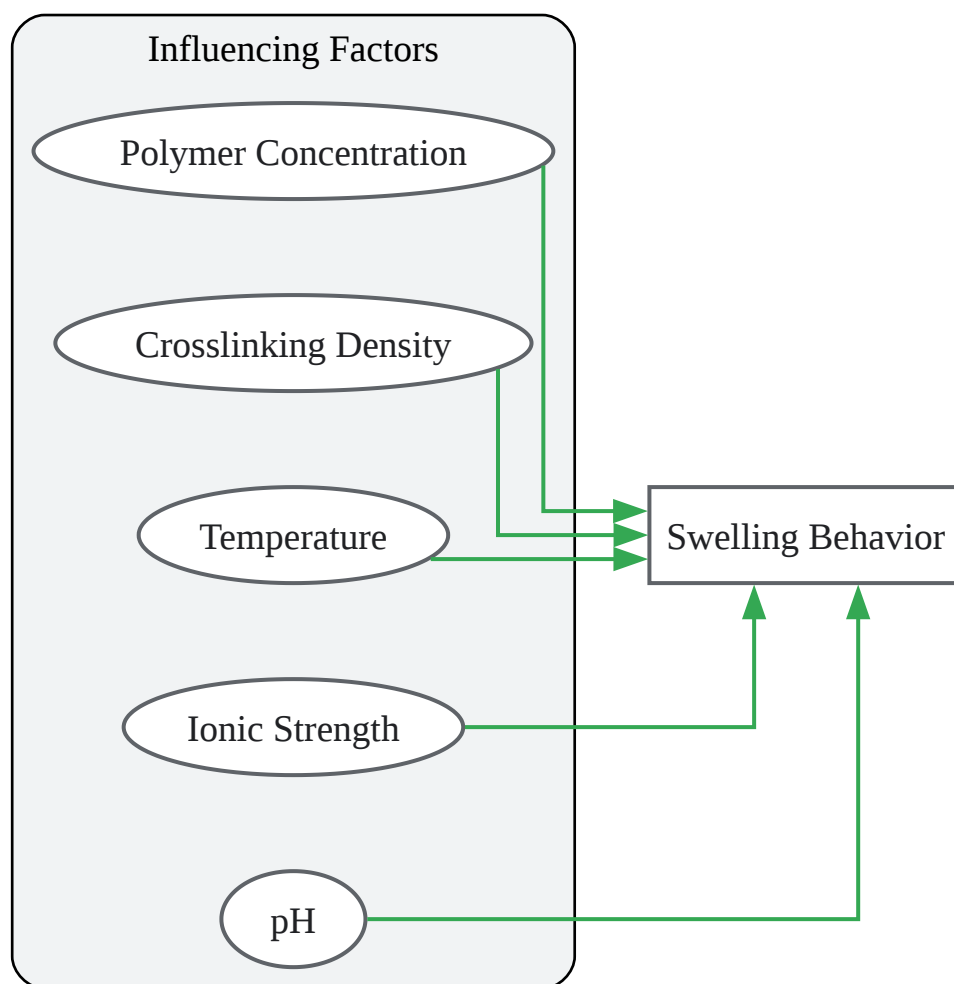 Influencing Factors
Polymer Concentration
Crosslinking Density
Temperature
Swelling Behavior
Ionic Strength
pH